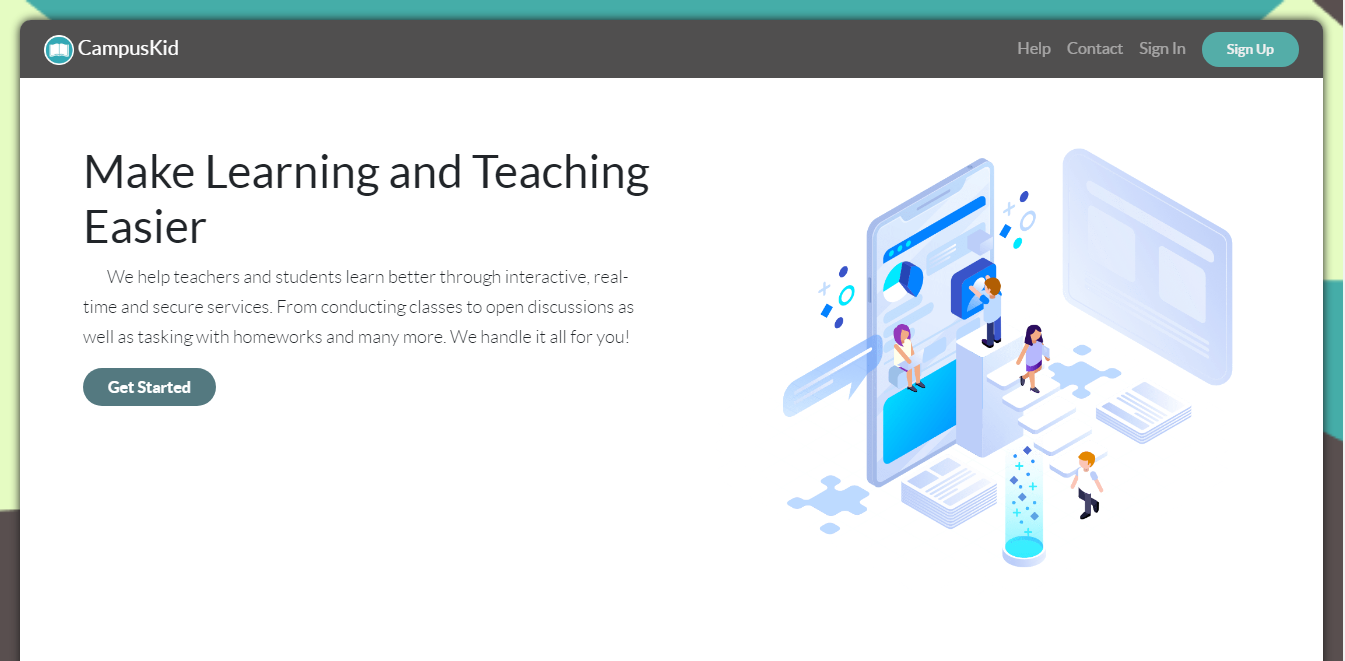 CampusKid
Help Contact Sign In Sign Up
Make Learning and Teaching
Easier
We help teachers and students learn better through interactive, real-
time and secure services. From conducting classes to open discussions as
well as tasking with homeworks and many more. We handle it all for you!
Get Started